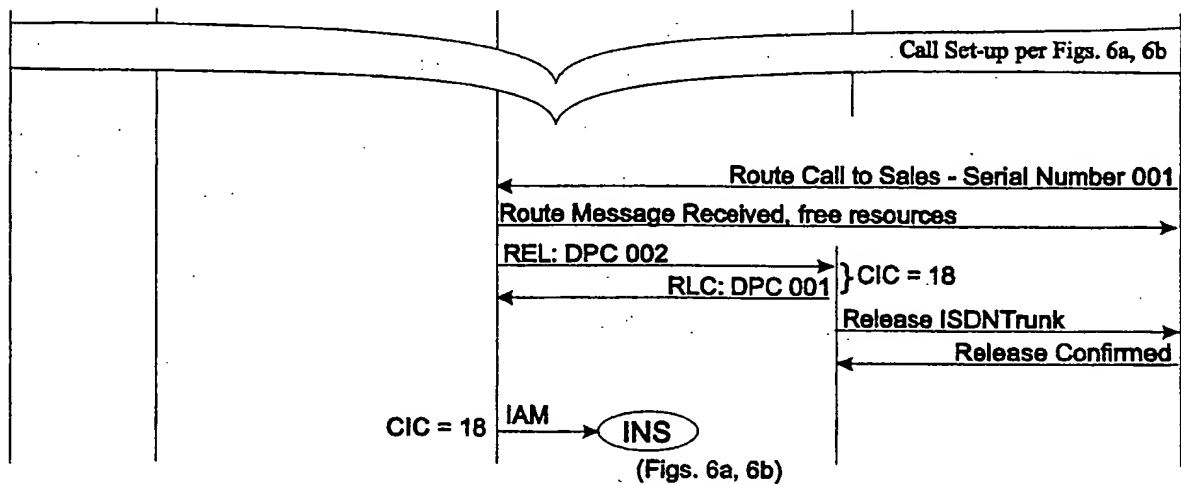 Call Set-up per Figs. 6a, 6b
Route Call to Sales - Serial Number 001
Route Message Received, free resources
REL: DPC 002
}CIC = 18
RLC: DPC 001
Release ISDNTrunk
Release Confirmed
CIC = 18
IAM
INS
(Figs. 6a, 6b)